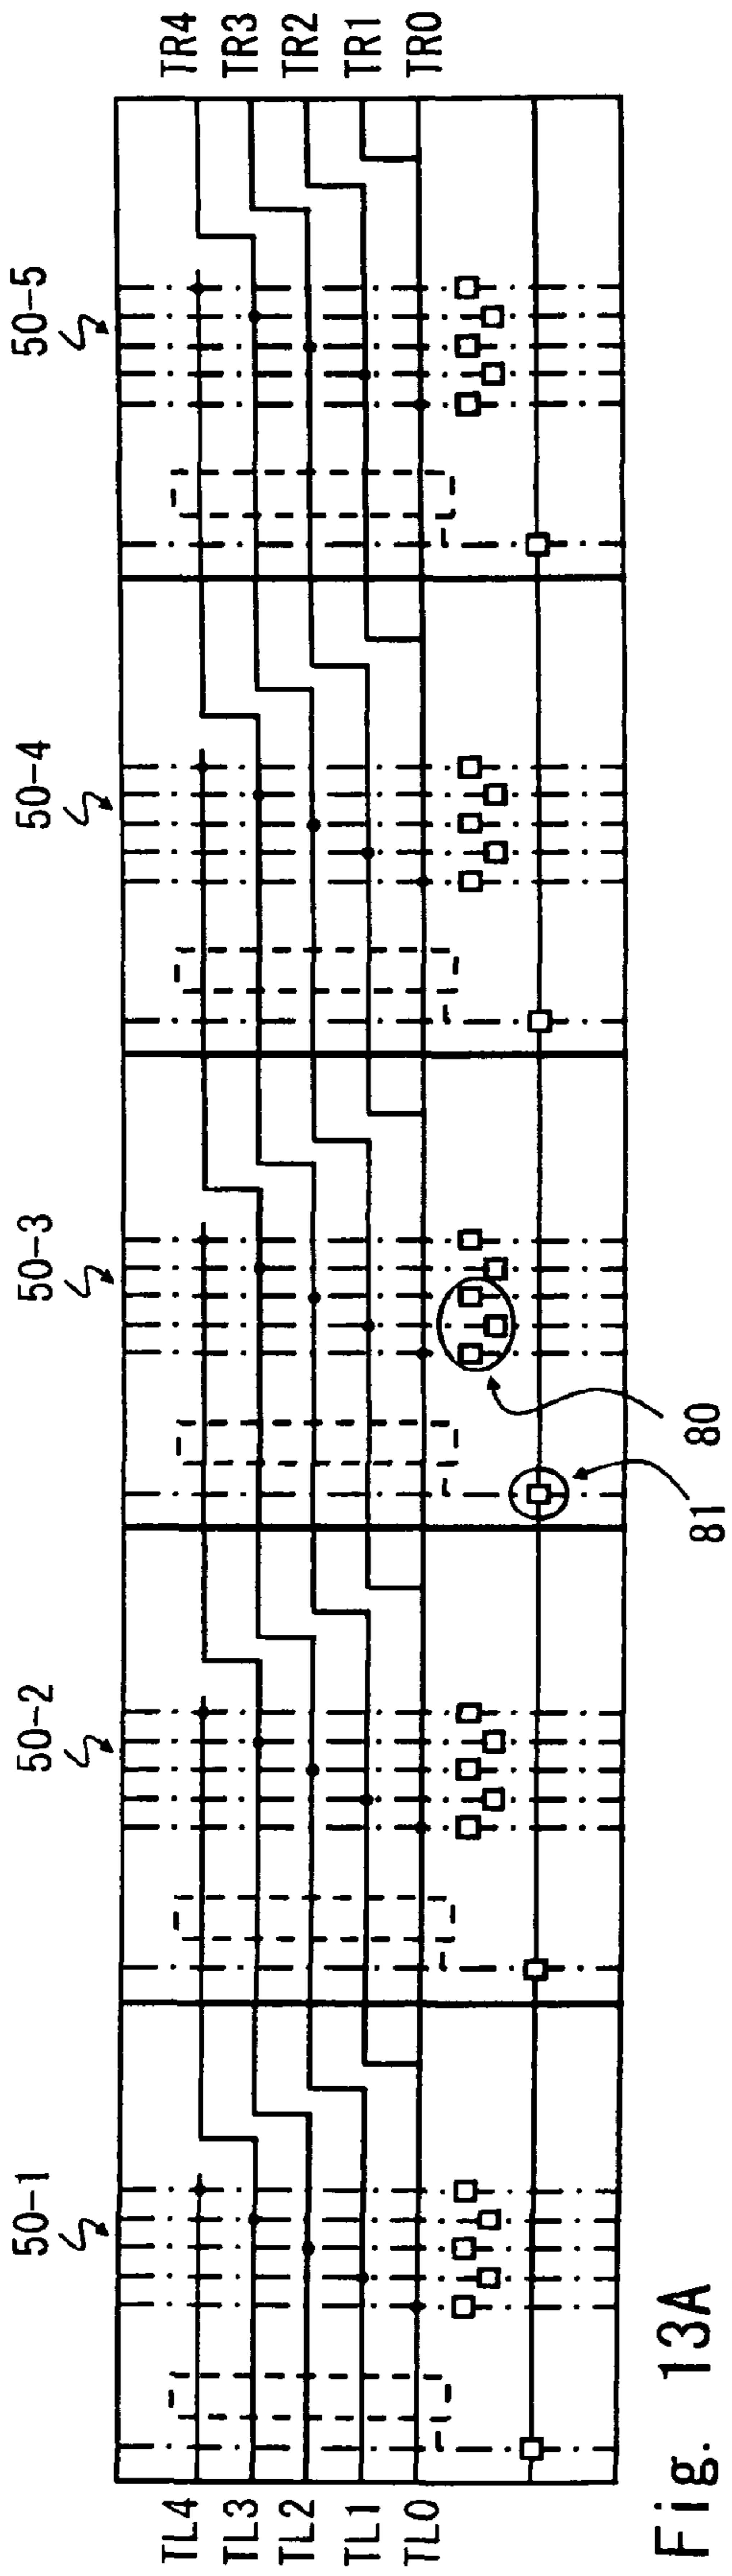 50-1
50-2
50-3
50-4
50-5
TL4
TL3
TL2
TL1
TL0
TR4
TR3
TR2
TR1
TR0
81
80
Fig. 13A